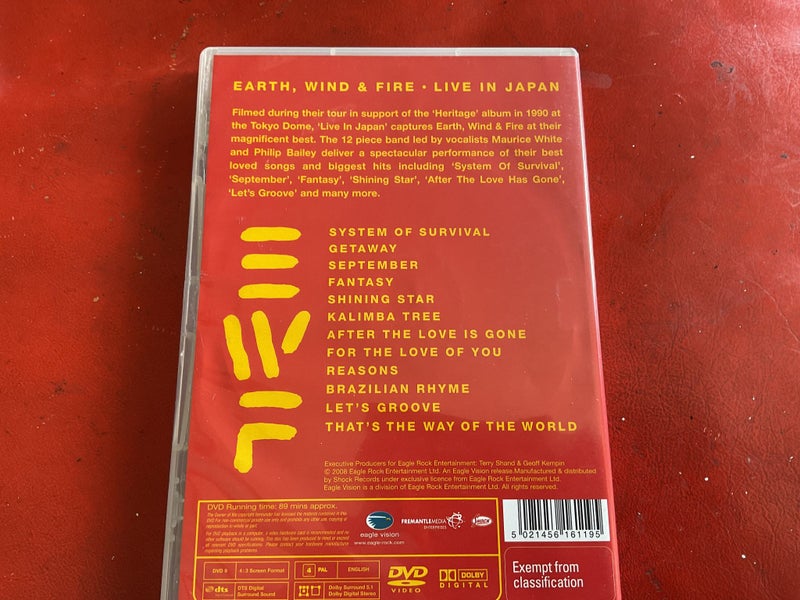 EARTH, WIND & FIRE • LIVE IN JAPAN
Filmed during their tour in support of the 'Heritage' album in 1990 at
the Tokyo Dome, 'Live In Japan' captures Earth, Wind & Fire at their
magnificent best. The 12 piece band led by vocalists Maurice White
and Philip Bailey deliver a spectacular performance of their best
loved songs and biggest hits including 'System Of Survival',
'September', 'Fantasy', 'Shining Star', 'After The Love Has Gone',
'Let's Groove' and many more.
SYSTEM OF SURVIVAL
GETAWAY
SEPTEMBER
FANTASY
SHINING STAR
KALIMBA TREE
AFTER THE LOVE IS GONE
FOR THE LOVE OF YOU
REASONS
BRAZILIAN RHYME
LET'S GROOVE
THAT'S THE WAY OF THE WORLD
EWF
Executive Producers for Eagle Rock Entertainment: Terry Shand & Geoff Kempin
© 2008 Eagle Rock Entertainment Ltd. An Eagle Vision release. Manufactured & distributed
by Shock Records under exclusive licence from Eagle Rock Entertainment Ltd.
Eagle Vision is a division of Eagle Rock Entertainment Ltd. All rights reserved.
DVD Running time: 89 mins approx.
eagle vision
www.eagle-rock.com
FREMANTLEMEDIA
ENTERPRISES
SHOCK
5 021456 161195
Exempt from
classification
DVD 9
4:3 Screen Format
4 PAL
ENGLISH
dts
DTS Digital
Surround Sound
Dolby Surround 5.1
Dolby Digital Stereo
DVD
VIDEO
DOLBY
DIGITAL